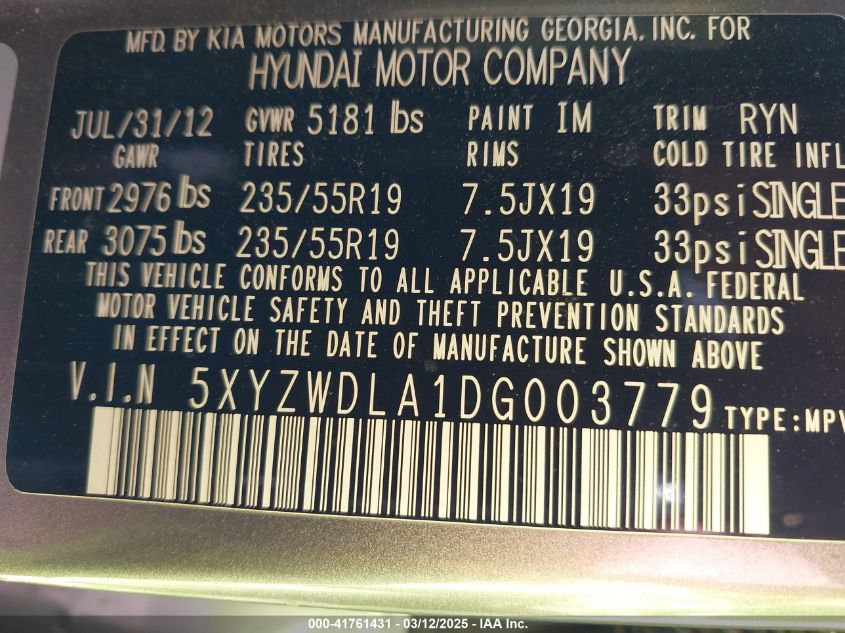 MFD. BY KIA MOTORS MANUFACTURING GEORGIA, INC. FOR
HYUNDAI MOTOR COMPANY
JUL/31/12 GVWR 5181 lbs PAINT IM TRIM RYN
GAWR TIRES RIMS COLD TIRE INFL
FRONT 2976 lbs 235/55R19 7.5JX19 33psi SINGLE
REAR 3075 lbs 235/55R19 7.5JX19 33psi SINGLE
THIS VEHICLE CONFORMS TO ALL APPLICABLE U.S.A. FEDERAL
MOTOR VEHICLE SAFETY AND THEFT PREVENTION STANDARDS
IN EFFECT ON THE DATE OF MANUFACTURE SHOWN ABOVE
V.I.N 5XYZWDLA1DG003779 TYPE:MPV
000-41761431 - 03/12/2025 - IAA Inc.